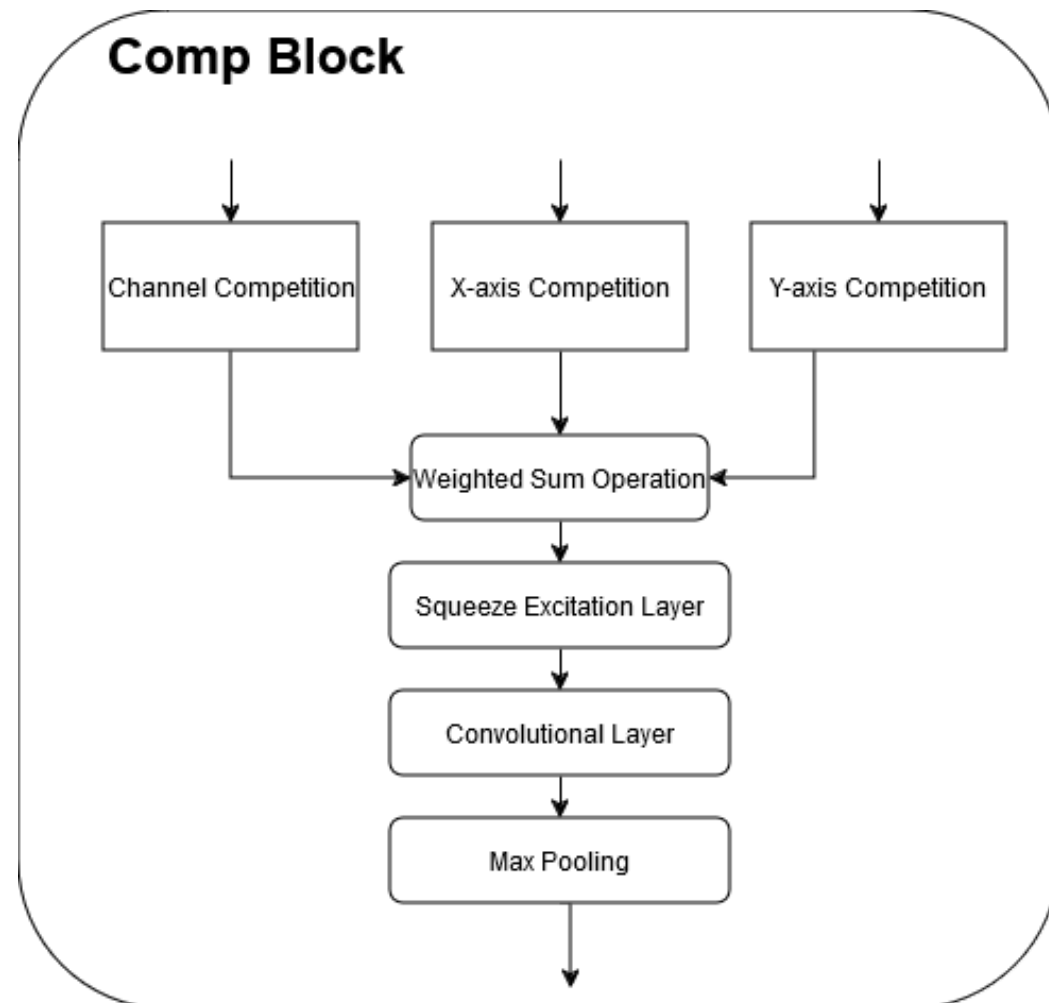 Comp Block
Channel Competition
X-axis Competition
Y-axis Competition
Weighted Sum Operation
Squeeze Excitation Layer
Convolutional Layer
Max Pooling